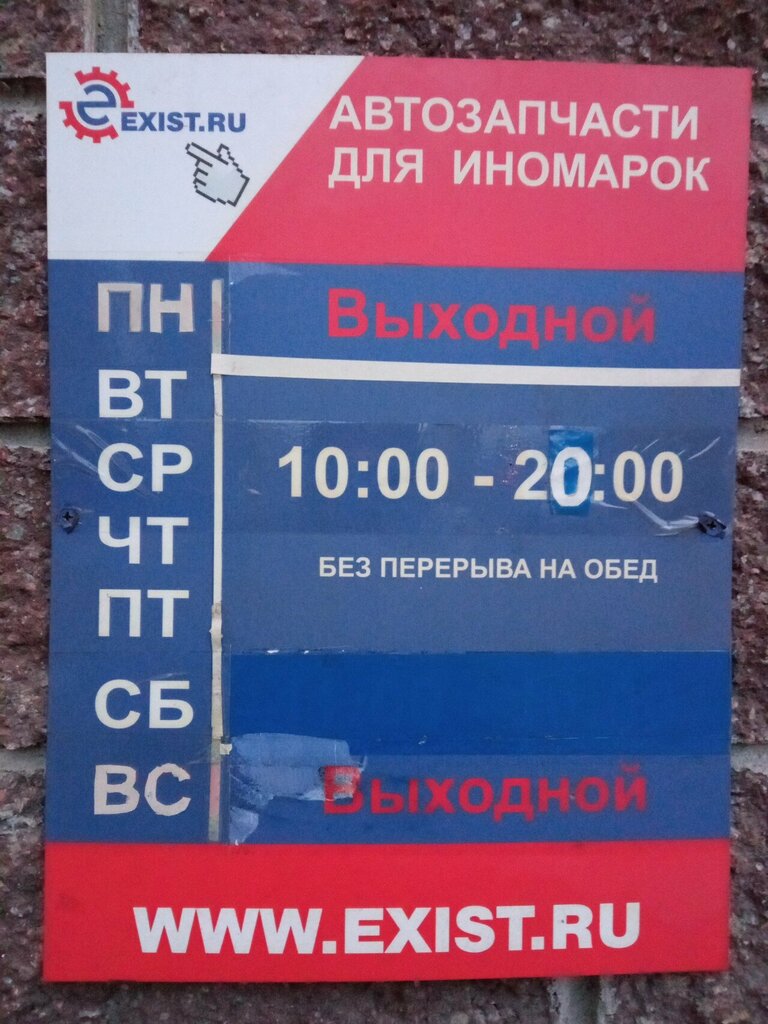 EXIST.RU
АВТОЗАПЧАСТИ
ДЛЯ ИНОМАРОК
ПН Выходной
ВТ
СР 10:00 - 20:00
ЧТ
БЕЗ ПЕРЕРЫВА НА ОБЕД
ПТ
СБ
ВС Выходной
WWW.EXIST.RU